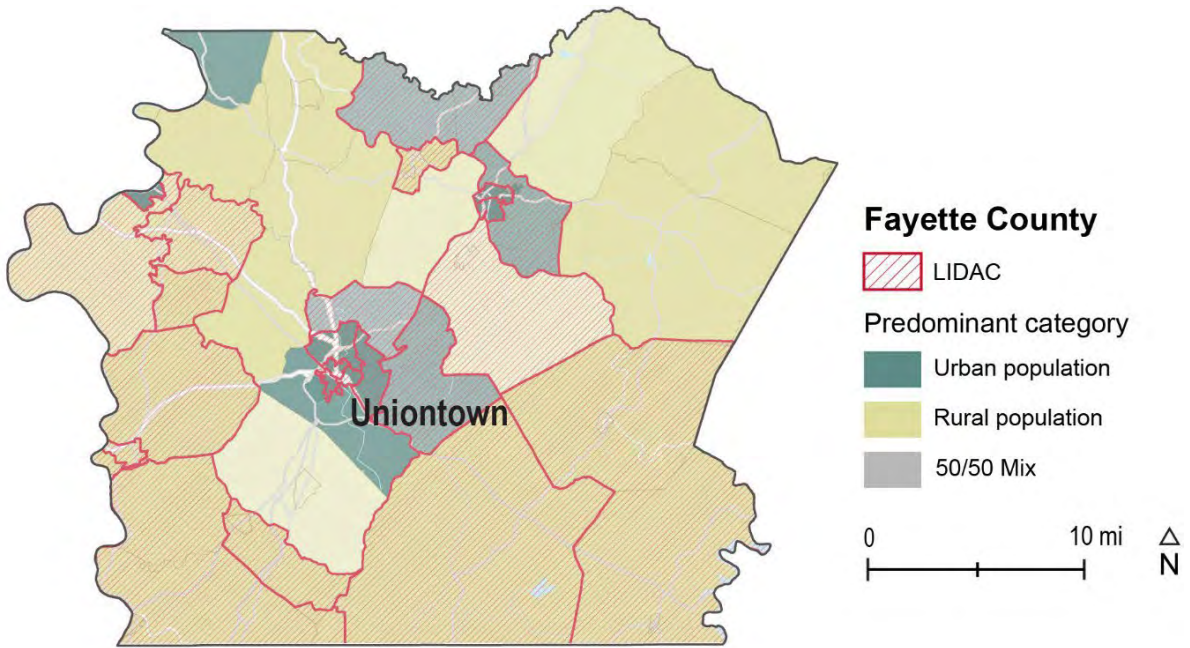 Uniontown
Fayette County
LIDAC
Predominant category
Urban population
Rural population
50/50 Mix
0 10 mi
N